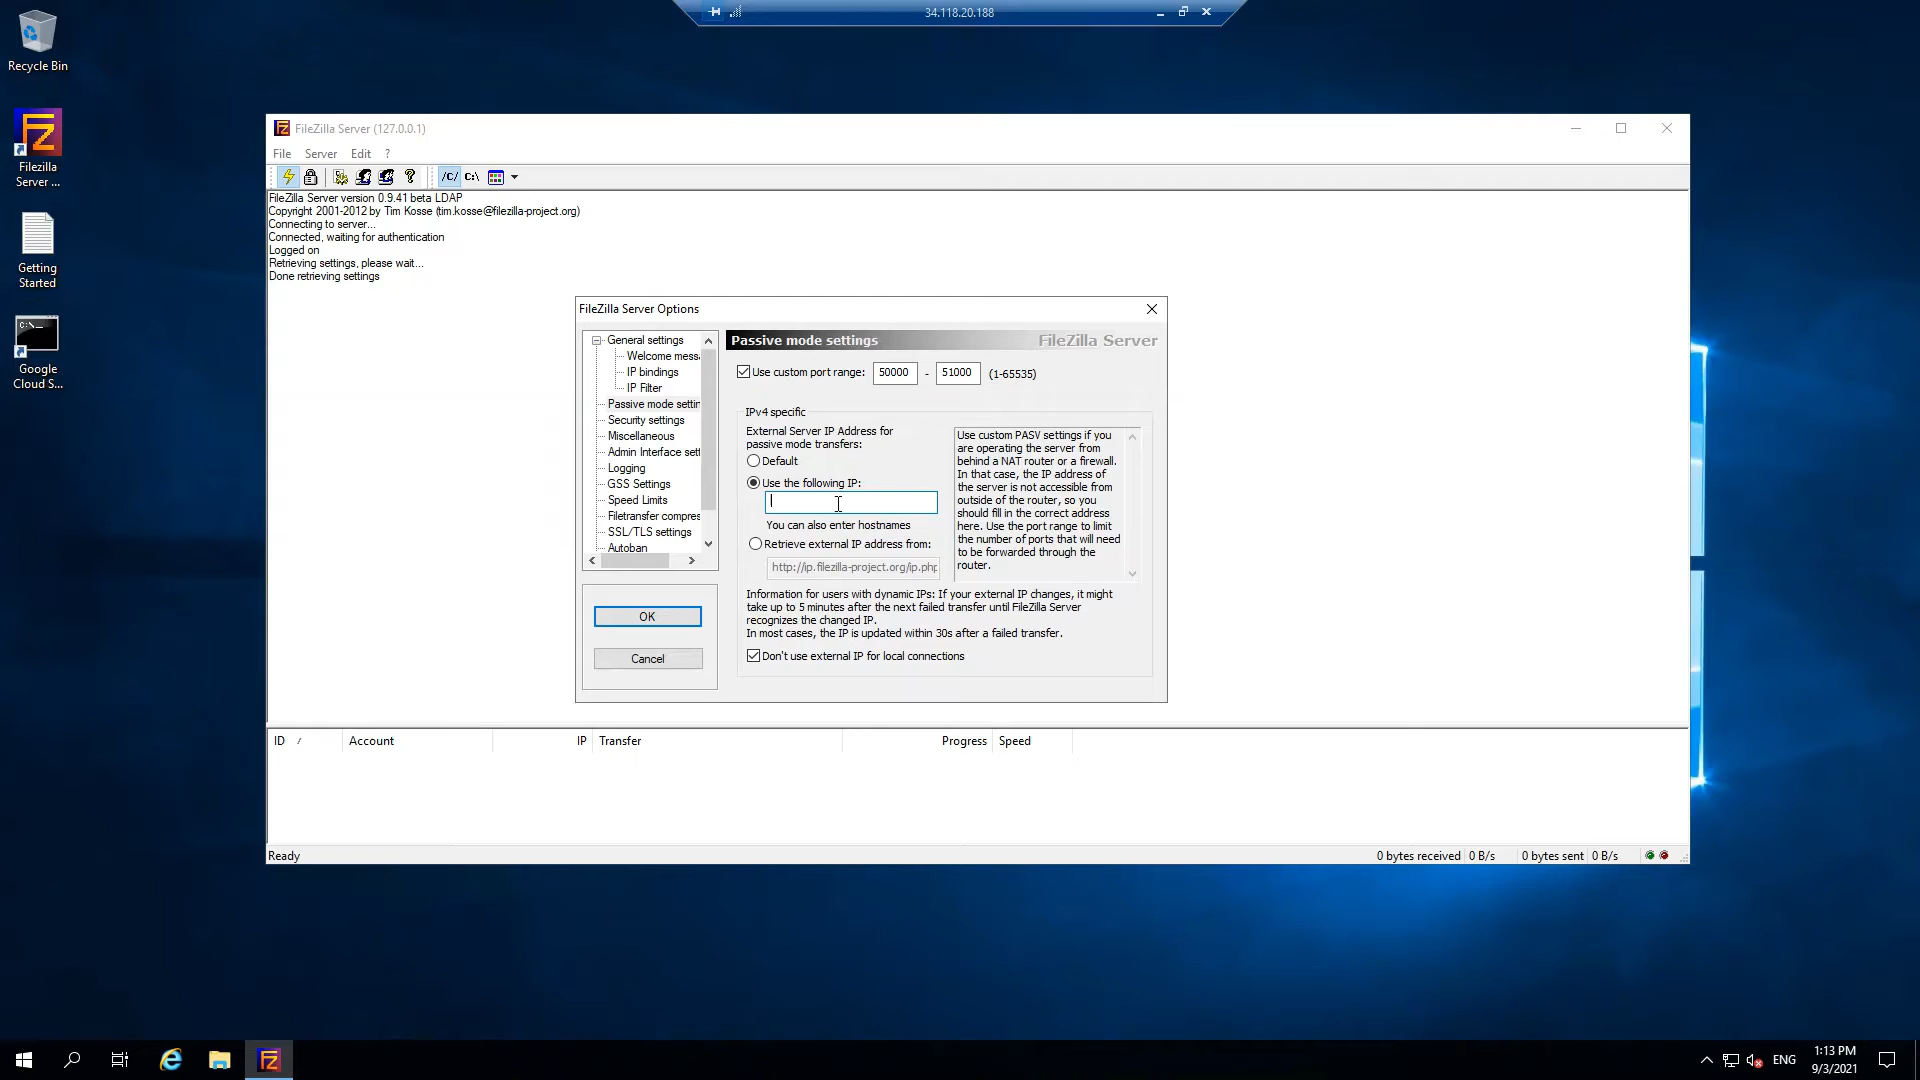 34.118.20.188
Recycle Bin
Filezilla
Server ...
Getting
Started
Google
Cloud S...
FileZilla Server (127.0.0.1)
File Server Edit ?
/C/ C:\
FileZilla Server version 0.9.41 beta LDAP
Copyright 2001-2012 by Tim Kosse (tim.kosse@filezilla-project.org)
Connecting to server...
Connected, waiting for authentication
Logged on
Retrieving settings, please wait...
Done retrieving settings
FileZilla Server Options
General settings
Welcome messa
IP bindings
IP Filter
Passive mode settin
Security settings
Miscellaneous
Admin Interface sett
Logging
GSS Settings
Speed Limits
Filetransfer compres
SSL/TLS settings
Autoban
OK
Cancel
Passive mode settings
FileZilla Server
Use custom port range: 50000 - 51000 (1-65535)
IPv4 specific
External Server IP Address for
passive mode transfers:
Default
Use the following IP:
You can also enter hostnames
Retrieve external IP address from:
http://ip.filezilla-project.org/ip.php
Use custom PASV settings if you
are operating the server from
behind a NAT router or a firewall.
In that case, the IP address of
the server is not accessible from
outside of the router, so you
should fill in the correct address
here. Use the port range to limit
the number of ports that will need
to be forwarded through the
router.
Information for users with dynamic IPs: If your external IP changes, it might
take up to 5 minutes after the next failed transfer until FileZilla Server
recognizes the changed IP.
In most cases, the IP is updated within 30s after a failed transfer.
Don't use external IP for local connections
ID / Account IP Transfer Progress Speed
Ready 0 bytes received 0 B/s 0 bytes sent 0 B/s
ENG
1:13 PM
9/3/2021